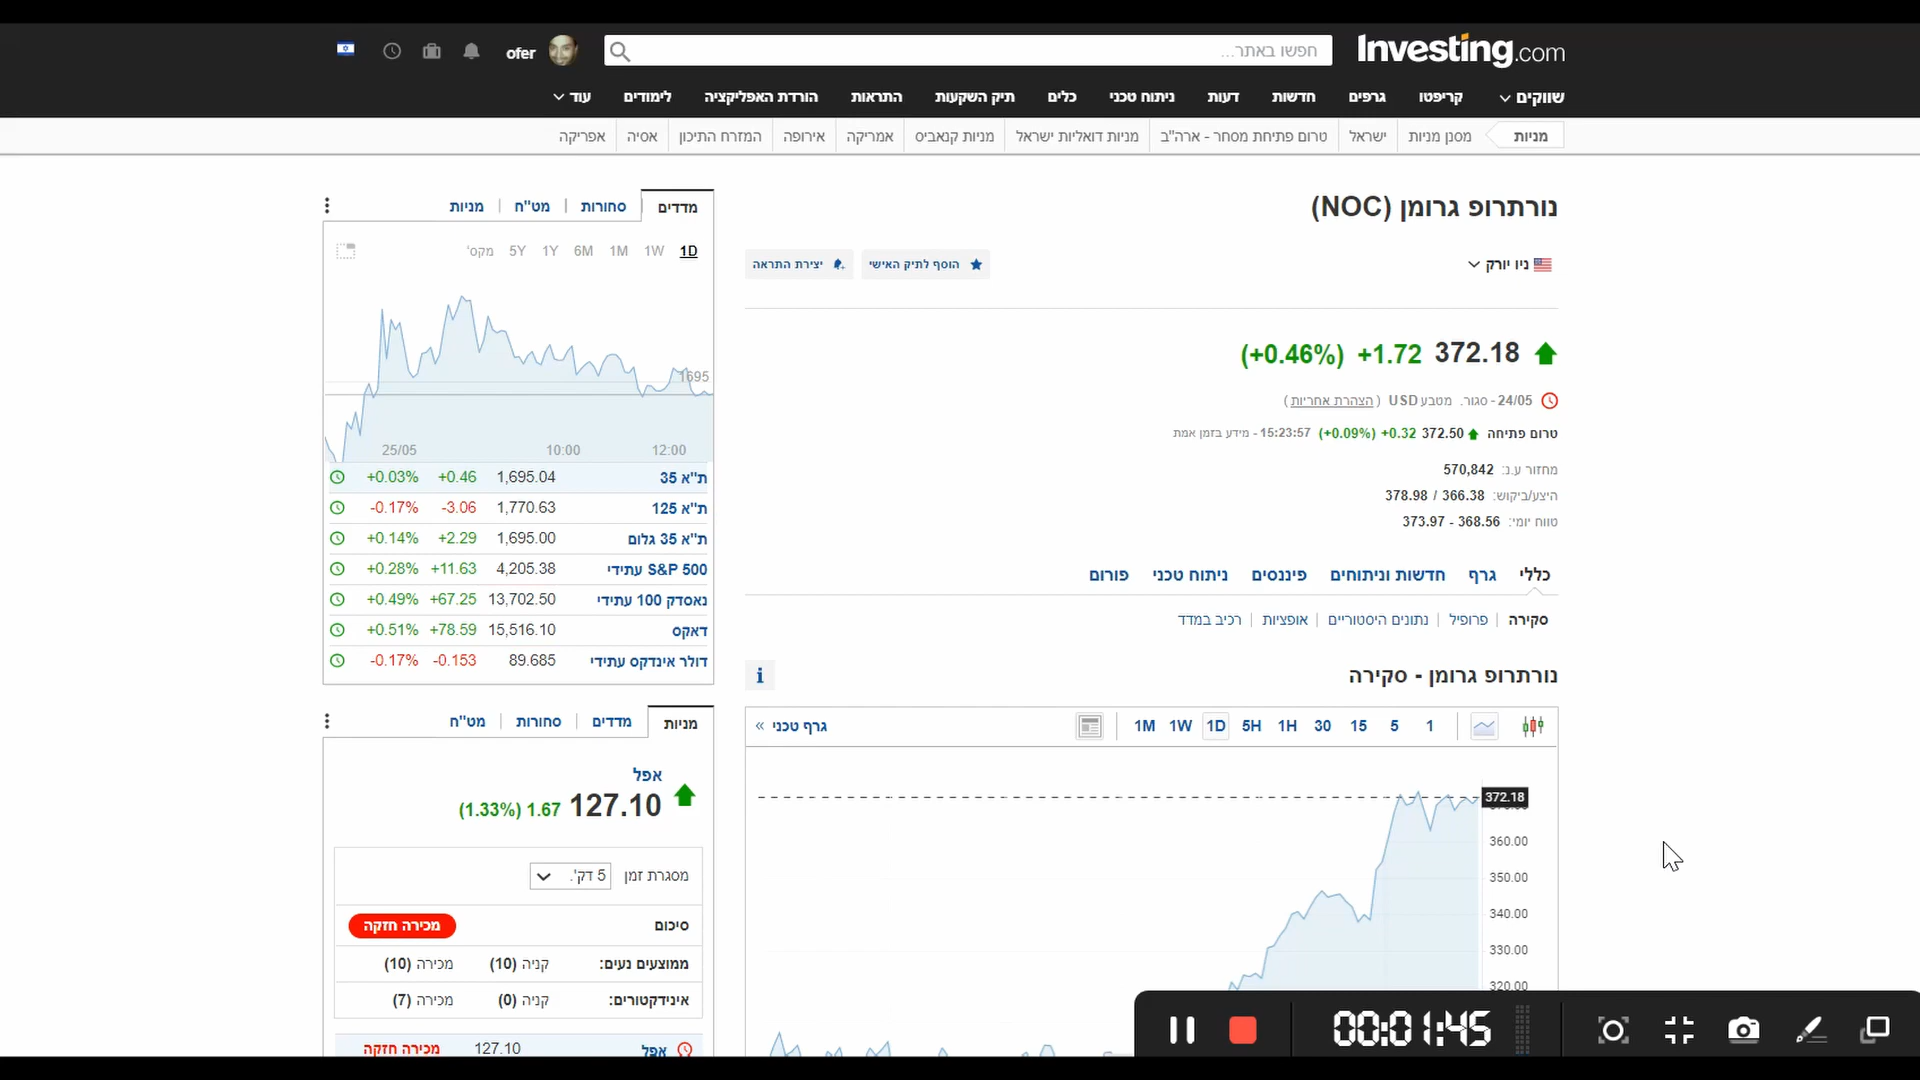 Investing.com
חפשו באתר...
ofer
שווקים
קריפטו
גרפים
חדשות
דעות
ניתוח טכני
כלים
תיק השקעות
התראות
הורדת האפליקציה
לימודים
עוד
מניות
מסנן מניות
ישראל
טרום פתיחת מסחר - ארה"ב
מניות דואליות ישראל
מניות קנאביס
אמריקה
אירופה
המזרח התיכון
אסיה
אפריקה
נורתרופ גרומן (NOC)
ניו יורק
הוסף לתיק האישי
יצירת התראה
372.18 +1.72 (+0.46%)
24/05 - סגור. מטבע USD (הצהרת אחריות)
טרום פתיחה 372.50 +0.32 (+0.09%) 15:23:57 - מידע בזמן אמת
מחזור ע.נ: 570,842
היצע/ביקוש: 366.38 / 378.98
טווח יומי: 368.56 - 373.97
כללי גרף חדשות וניתוחים פיננסים ניתוח טכני פורום
סקירה פרופיל נתונים היסטוריים אופציות רכיב במדד
נורתרופ גרומן - סקירה
i
1 5 15 30 1H 5H 1D 1W 1M
גרף טכני »
372.18
360.00
350.00
340.00
330.00
320.00
מדדים סחורות מט"ח מניות
1D 1W 1M 6M 1Y 5Y מקס'
1695
25/05 10:00 12:00
ת"א 35 1,695.04 +0.46 +0.03%
ת"א 125 1,770.63 -3.06 -0.17%
ת"א 35 גלום 1,695.00 +2.29 +0.14%
S&P 500 עתידי 4,205.38 +11.63 +0.28%
נאסדק 100 עתידי 13,702.50 +67.25 +0.49%
דאקס 15,516.10 +78.59 +0.51%
דולר אינדקס עתידי 89.685 -0.153 -0.17%
מניות מדדים סחורות מט"ח
אפל
127.10 1.67 (1.33%)
מסגרת זמן 5 דק'.
סיכום מכירה חזקה
ממוצעים נעים: קניה (10) מכירה (10)
אינידקטורים: קניה (0) מכירה (7)
אפל 127.10 מכירה חזקה
00:01:45